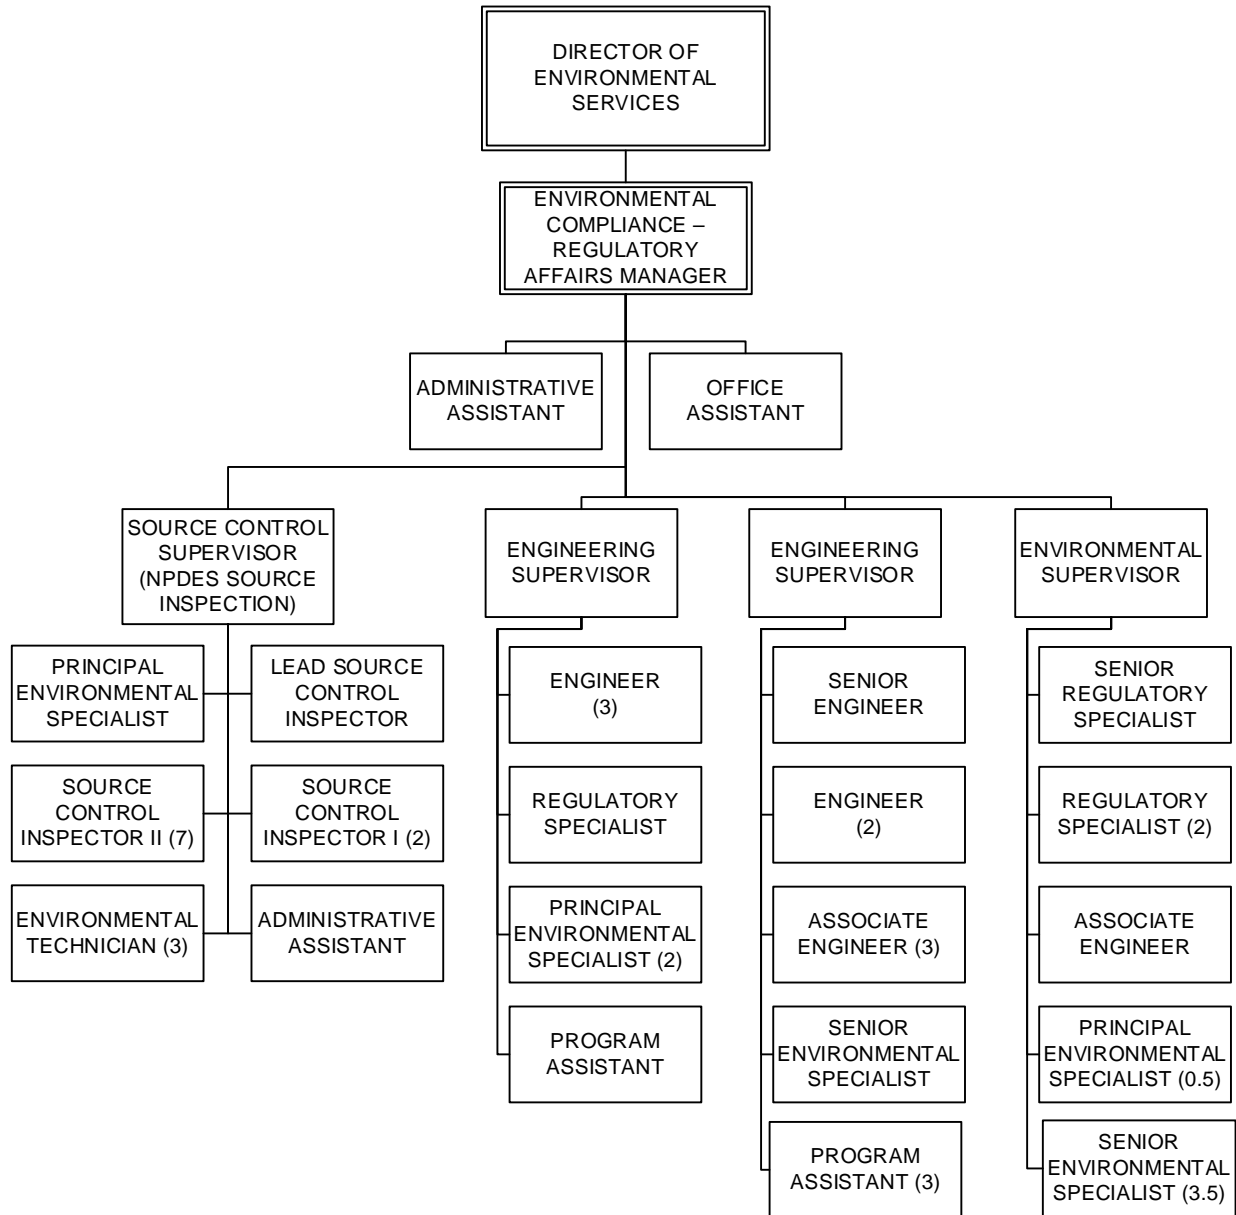 DIRECTOR OF
ENVIRONMENTAL
SERVICES
ENVIRONMENTAL
COMPLIANCE –
REGULATORY
AFFAIRS MANAGER
ADMINISTRATIVE
ASSISTANT
OFFICE
ASSISTANT
SOURCE CONTROL
SUPERVISOR
(NPDES SOURCE
INSPECTION)
PRINCIPAL
ENVIRONMENTAL
SPECIALIST
LEAD SOURCE
CONTROL
INSPECTOR
SOURCE
CONTROL
INSPECTOR II (7)
SOURCE
CONTROL
INSPECTOR I (2)
ENVIRONMENTAL
TECHNICIAN (3)
ADMINISTRATIVE
ASSISTANT
ENGINEERING
SUPERVISOR
ENGINEER
(3)
REGULATORY
SPECIALIST
PRINCIPAL
ENVIRONMENTAL
SPECIALIST (2)
PROGRAM
ASSISTANT
ENGINEERING
SUPERVISOR
SENIOR
ENGINEER
ENGINEER
(2)
ASSOCIATE
ENGINEER (3)
SENIOR
ENVIRONMENTAL
SPECIALIST
PROGRAM
ASSISTANT (3)
ENVIRONMENTAL
SUPERVISOR
SENIOR
REGULATORY
SPECIALIST
REGULATORY
SPECIALIST (2)
ASSOCIATE
ENGINEER
PRINCIPAL
ENVIRONMENTAL
SPECIALIST (0.5)
SENIOR
ENVIRONMENTAL
SPECIALIST (3.5)